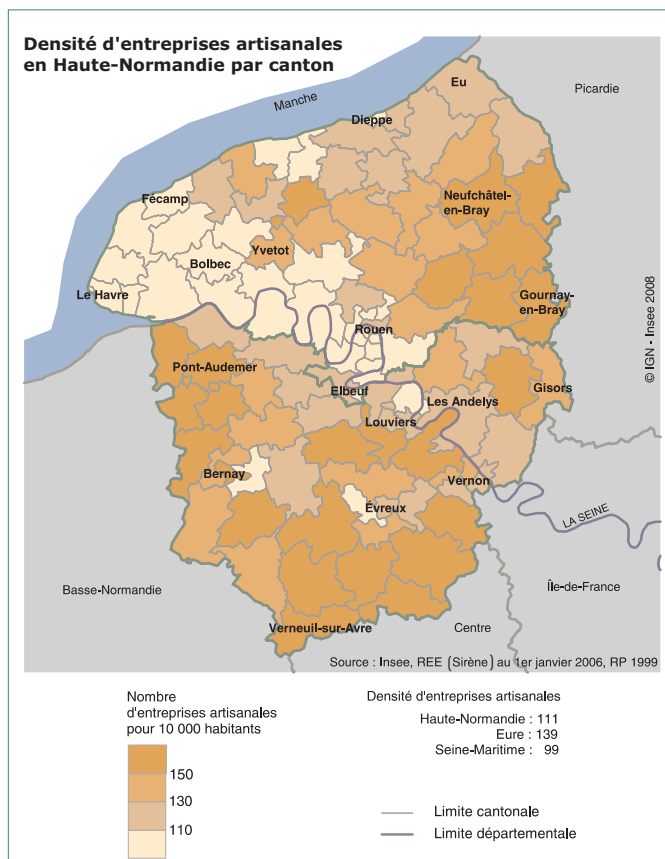 Densité d'entreprises artisanales
en Haute-Normandie par canton
Manche
Picardie
Eu
Dieppe
Fécamp
Neufchâtel-
en-Bray
Yvetot
Bolbec
Le Havre
Gournay-
en-Bray
Rouen
Pont-Audemer
Elbeuf
Les Andelys
Gisors
Louviers
Bernay
Vernon
Évreux
LA SEINE
Basse-Normandie
Île-de-France
Verneuil-sur-Avre
Centre
© IGN - Insee 2008
Source : Insee, REE (Sirène) au 1er janvier 2006, RP 1999
Nombre
d'entreprises artisanales
pour 10 000 habitants
150
130
110
Densité d'entreprises artisanales
Haute-Normandie : 111
Eure : 139
Seine-Maritime : 99
Limite cantonale
Limite départementale